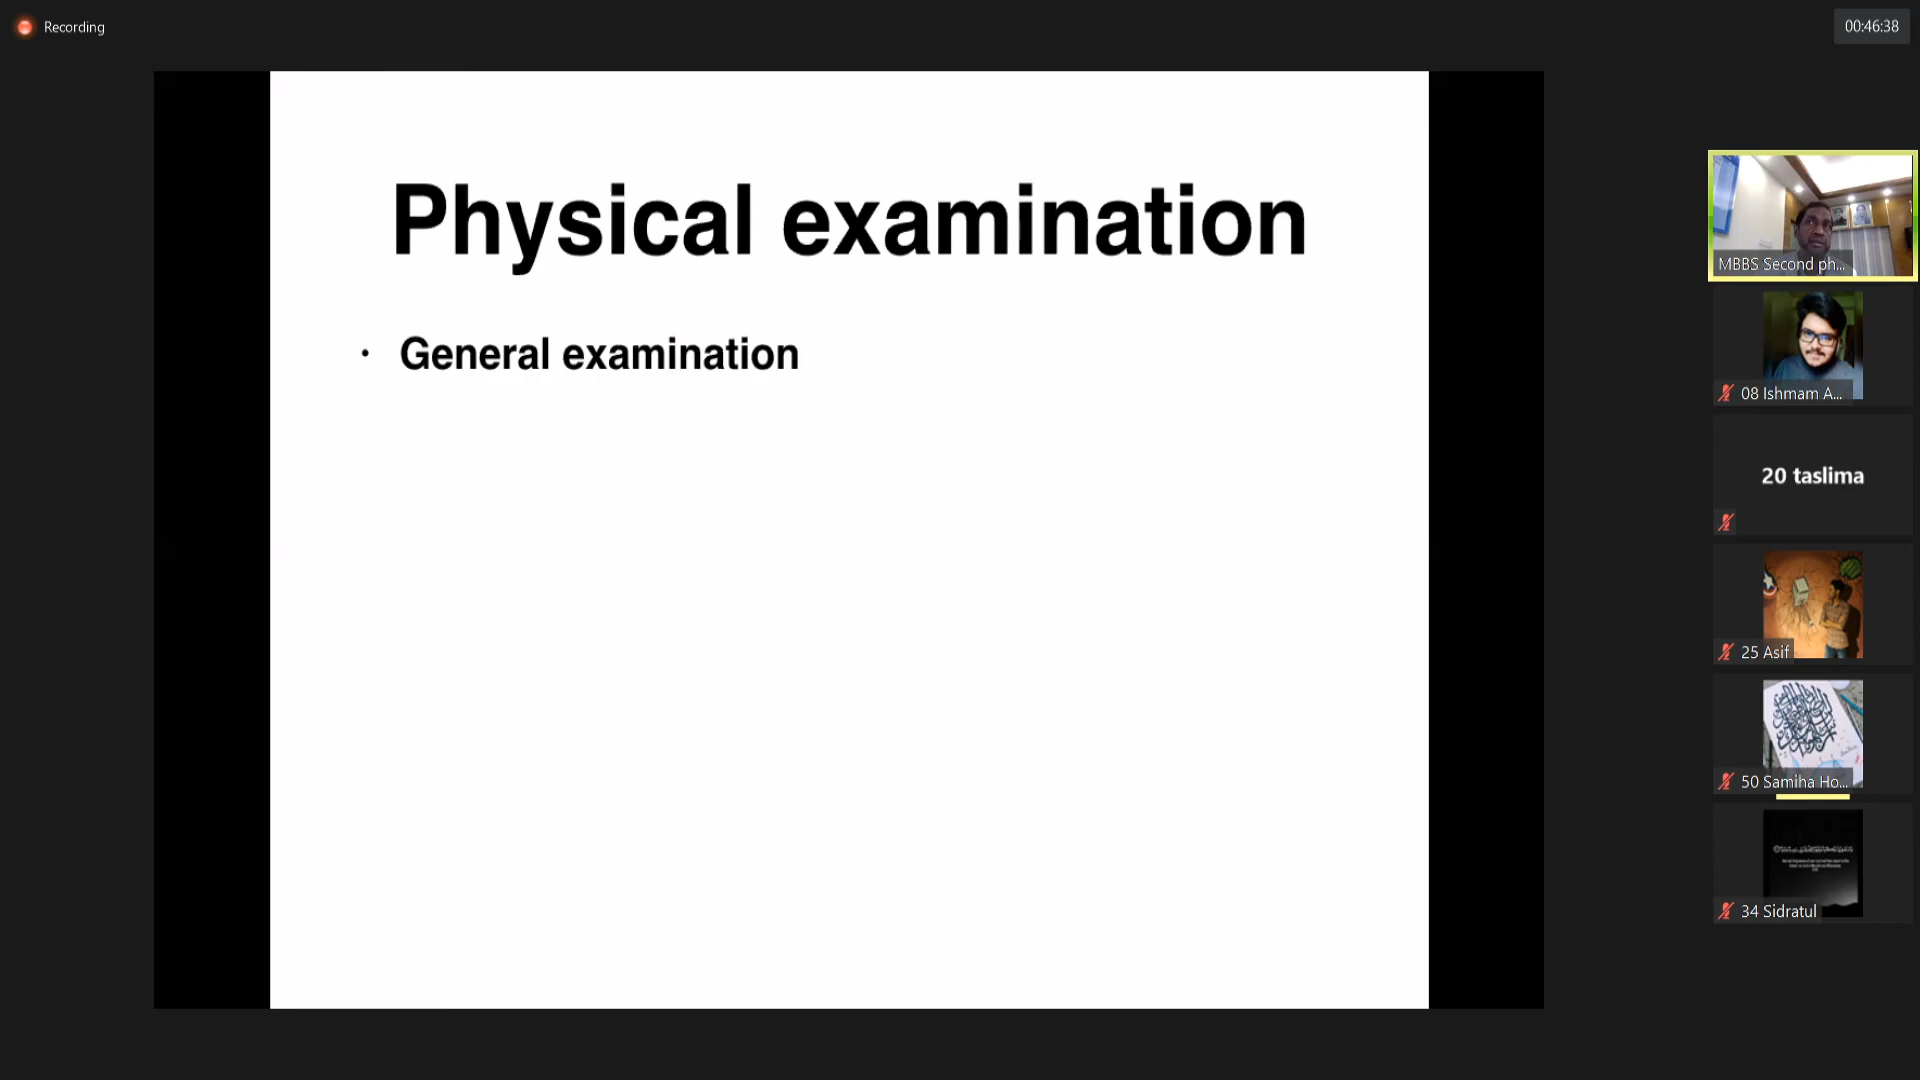 Recording
00:46:38
Physical examination
· General examination
MBBS Second ph...
08 Ishmam A...
20 taslima
25 Asif
50 Samiha Ho...
34 Sidratul